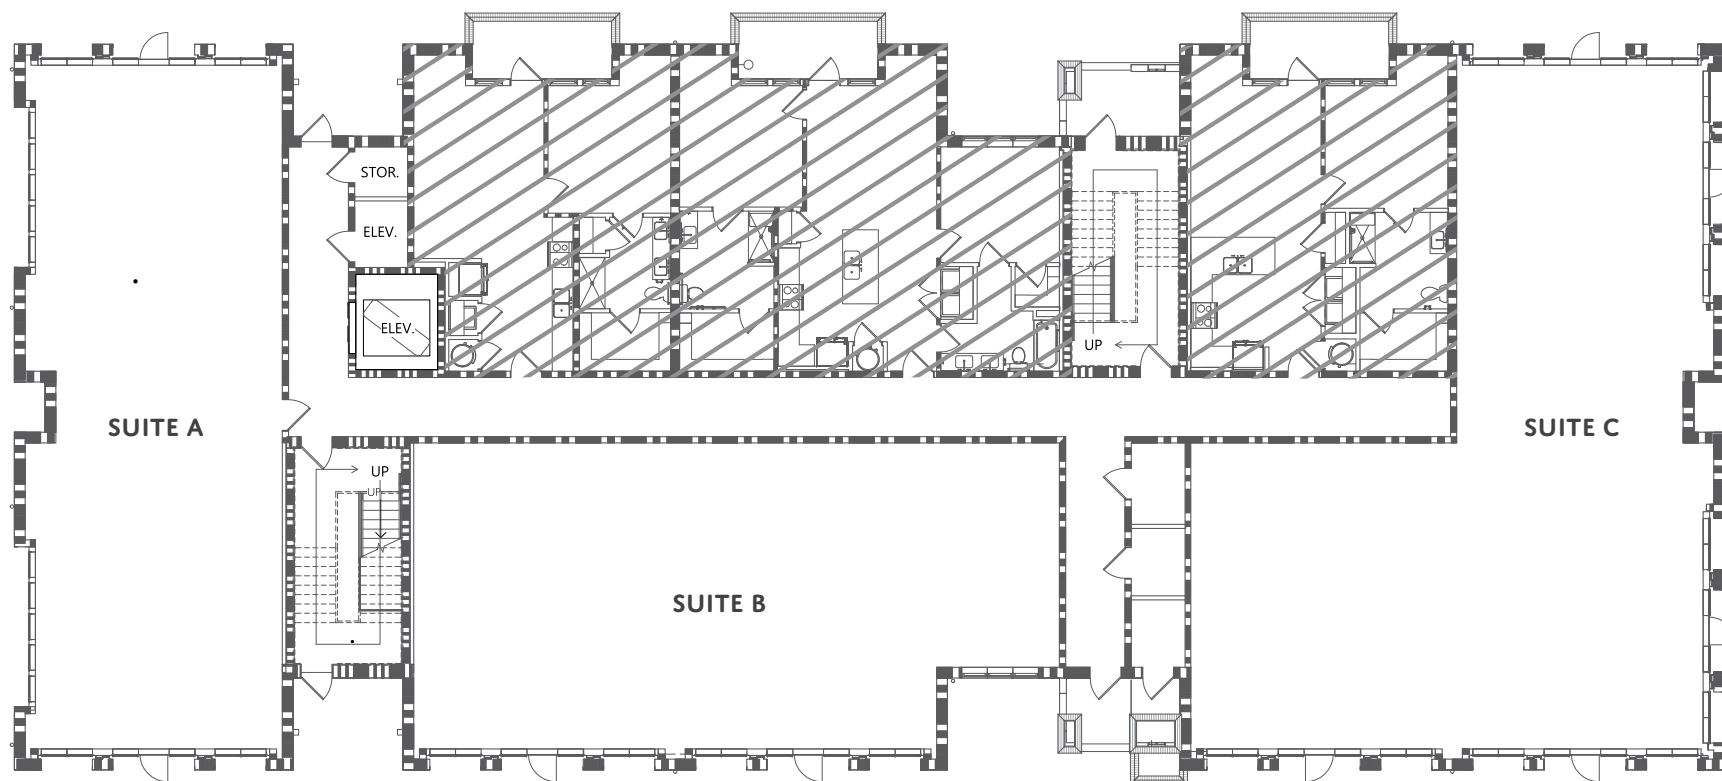 STOR.
ELEV.
ELEV.
UP
SUITE A
SUITE C
UP
UP
SUITE B